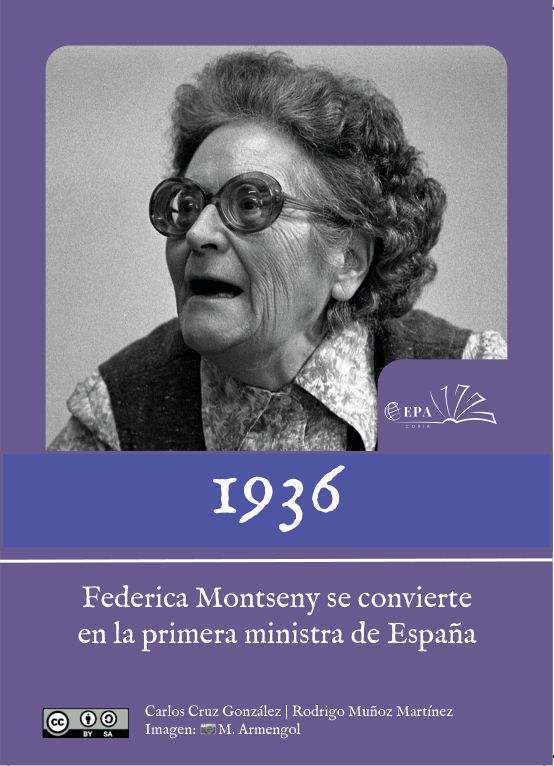 EPA
CORIA
1936
Federica Montseny se convierte
en la primera ministra de España
Carlos Cruz González | Rodrigo Muñoz Martínez
Imagen: M. Armengol
cc BY SA